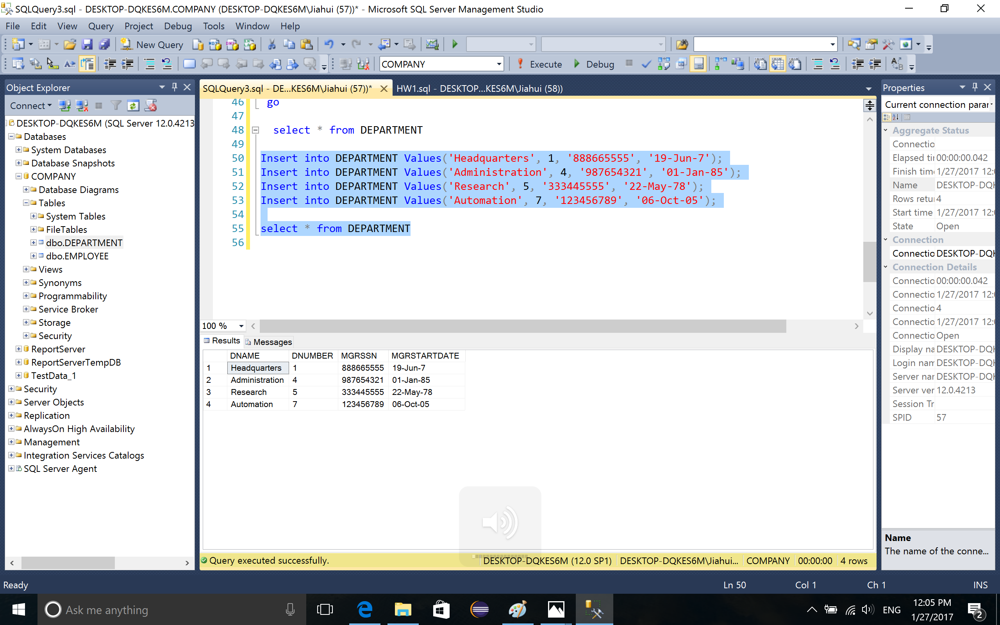 SQLQuery3.sql - DESKTOP-DQKES6M.COMPANY (DESKTOP-DQKES6M\Jiahui (57))* - Microsoft SQL Server Management Studio
File Edit View Query Project Debug Tools Window Help
New Query
COMPANY Execute Debug
Object Explorer
Connect
DESKTOP-DQKES6M (SQL Server 12.0.4213
Databases
System Databases
Database Snapshots
COMPANY
Database Diagrams
Tables
System Tables
FileTables
dbo.DEPARTMENT
dbo.EMPLOYEE
Views
Synonyms
Programmability
Service Broker
Storage
Security
ReportServer
ReportServerTempDB
TestData_1
Security
Server Objects
Replication
AlwaysOn High Availability
Management
Integration Services Catalogs
SQL Server Agent
SQLQuery3.sql - DE...KES6M\Jiahui (57))* HW1.sql - DESKTOP...KES6M\Jiahui (58))
46 go
47
48 select * from DEPARTMENT
49
50 Insert into DEPARTMENT Values('Headquarters', 1, '888665555', '19-Jun-7');
51 Insert into DEPARTMENT Values('Administration', 4, '987654321', '01-Jan-85');
52 Insert into DEPARTMENT Values('Research', 5, '333445555', '22-May-78');
53 Insert into DEPARTMENT Values('Automation', 7, '123456789', '06-Oct-05');
54
55 select * from DEPARTMENT
56
100 %
Results Messages
DNAME DNUMBER MGRSSN MGRSTARTDATE
1 Headquarters 1 888665555 19-Jun-7
2 Administration 4 987654321 01-Jan-85
3 Research 5 333445555 22-May-78
4 Automation 7 123456789 06-Oct-05
Query executed successfully. DESKTOP-DQKES6M (12.0 SP1) DESKTOP-DQKES6M\Jiahui... COMPANY 00:00:00 4 rows
Properties
Current connection parar
Aggregate Status
Connectio
Elapsed tir 00:00:00.042
Finish time 1/27/2017 12:
Name DESKTOP-DQK
Rows retur 4
Start time 1/27/2017 12:
State Open
Connection
Connectio DESKTOP-DQK
Connection Details
Connectio 00:00:00.042
Connectio 1/27/2017 12:
Connectio 4
Connectio 1/27/2017 12:
Connectio Open
Display na DESKTOP-DQK
Login nam DESKTOP-DQK
Server nar DESKTOP-DQK
Server ver 12.0.4213
Session Tr
SPID 57
Name
The name of the conne...
Ready Ln 50 Col 1 Ch 1 INS
Ask me anything
ENG 12:05 PM
1/27/2017 2